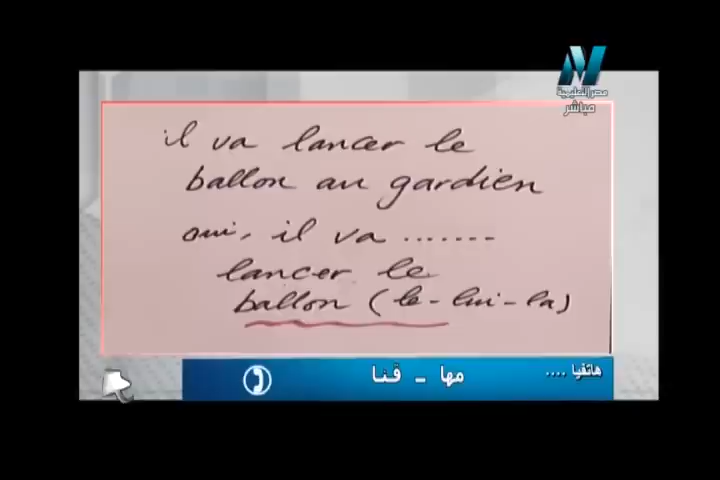 مصر التعليمية
مباشر
il va lancer le
ballon au gardien
oui, il va .......
lancer le
ballon (le-lui-la)
هاتفيا ....
مها - قنا